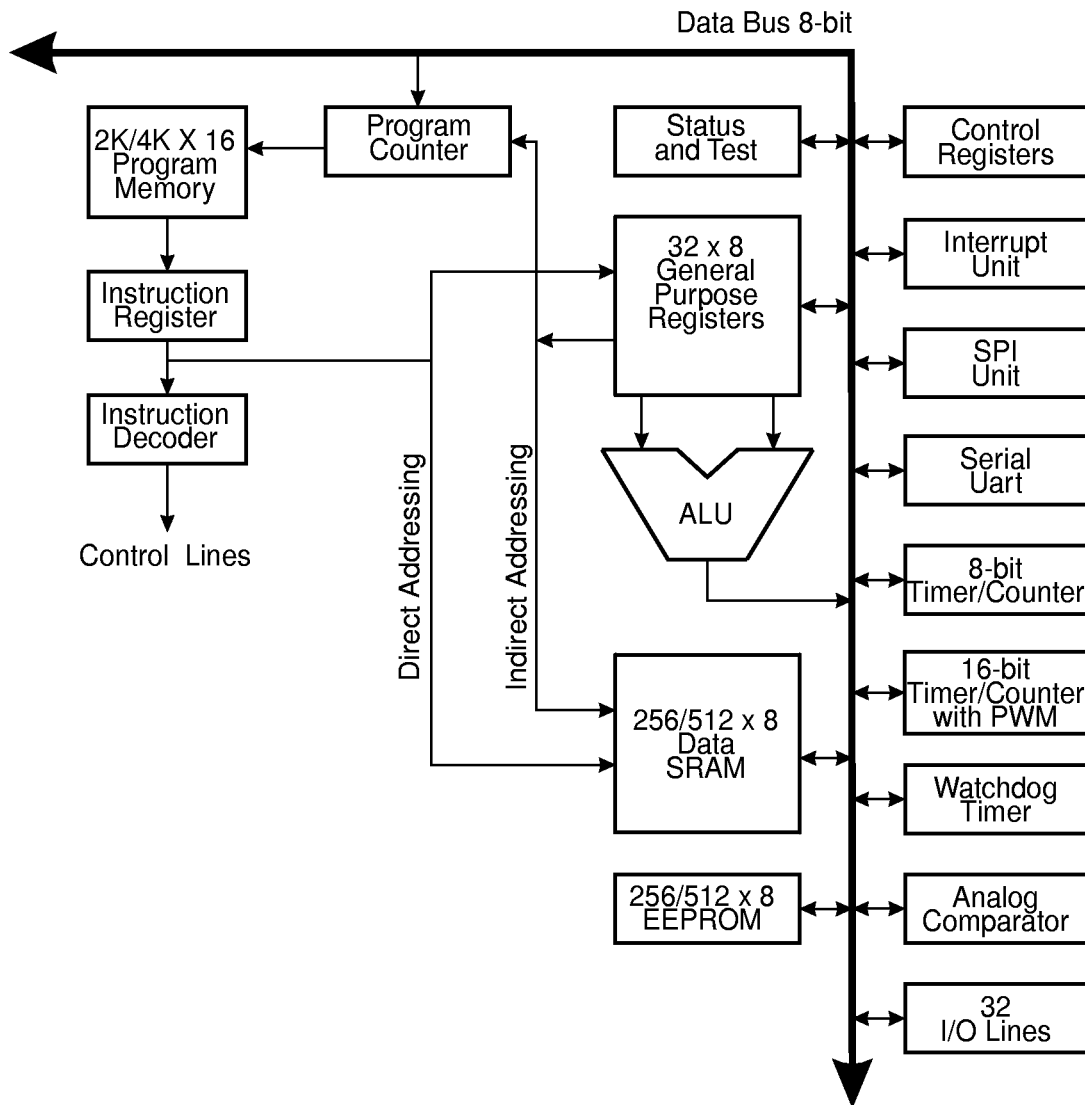 Data Bus 8-bit
2K/4K X 16
Program
Memory
Program
Counter
Status
and Test
Control
Registers
Instruction
Register
32 x 8
General
Purpose
Registers
Interrupt
Unit
SPI
Unit
Instruction
Decoder
Control Lines
Direct Addressing
Indirect Addressing
ALU
Serial
Uart
8-bit
Timer/Counter
16-bit
Timer/Counter
with PWM
256/512 x 8
Data
SRAM
Watchdog
Timer
256/512 x 8
EEPROM
Analog
Comparator
32
I/O Lines